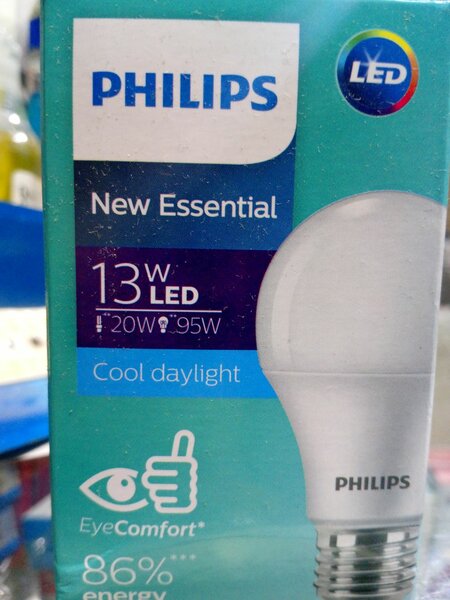 PHILIPS
LED
New Essential
13W LED
*20W **95W
Cool daylight
PHILIPS
EyeComfort*
86%***
energy